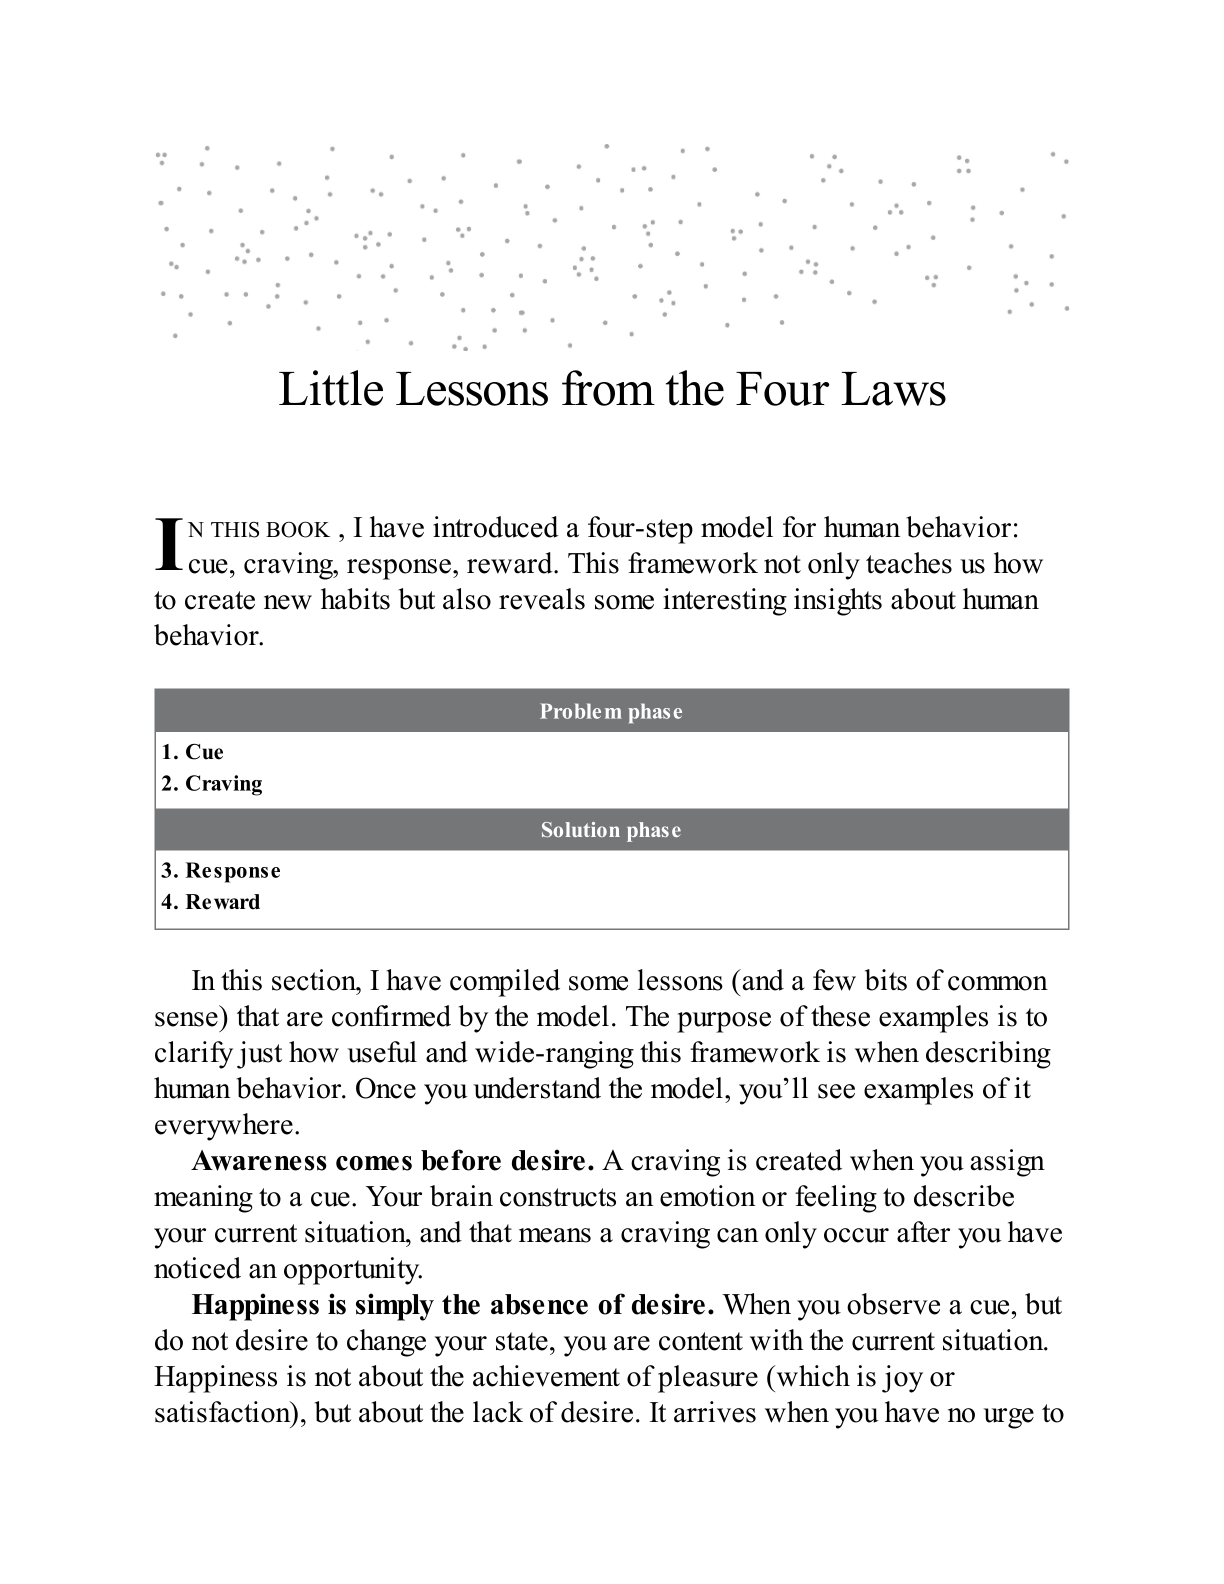 Little Lessons from the Four Laws
IN THIS BOOK , I have introduced a four-step model for human behavior:
cue, craving, response, reward. This framework not only teaches us how
to create new habits but also reveals some interesting insights about human
behavior.
Problem phase
1. Cue
2. Craving
Solution phase
3. Response
4. Reward
In this section, I have compiled some lessons (and a few bits of common
sense) that are confirmed by the model. The purpose of these examples is to
clarify just how useful and wide-ranging this framework is when describing
human behavior. Once you understand the model, you’ll see examples of it
everywhere.
Awareness comes before desire. A craving is created when you assign
meaning to a cue. Your brain constructs an emotion or feeling to describe
your current situation, and that means a craving can only occur after you have
noticed an opportunity.
Happiness is simply the absence of desire. When you observe a cue, but
do not desire to change your state, you are content with the current situation.
Happiness is not about the achievement of pleasure (which is joy or
satisfaction), but about the lack of desire. It arrives when you have no urge to